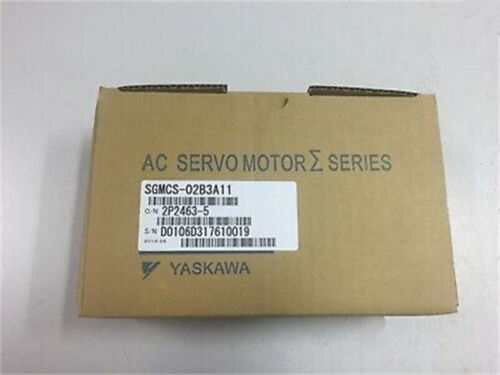 AC SERVO MOTOR Σ SERIES
SGMCS-02B3A11
O/N 2P2463-5
S/N D0106D317610019
YASKAWA